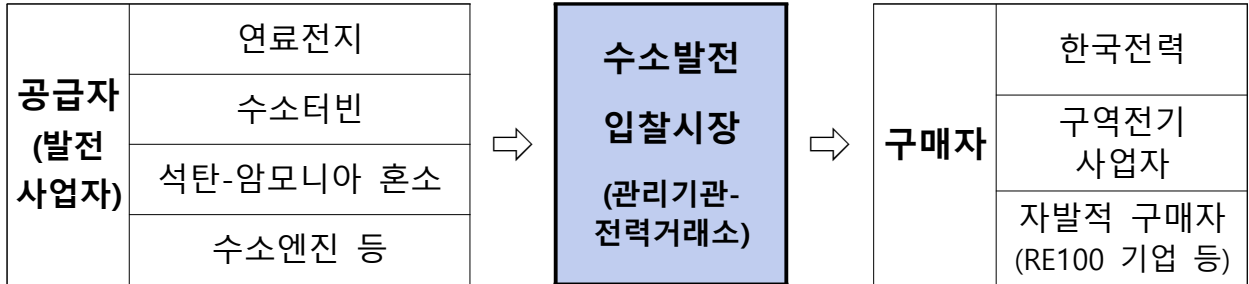 공급자
(발전
사업자)
연료전지
수소터빈
석탄-암모니아 혼소
수소엔진 등
⇨
수소발전
입찰시장
(관리기관-
전력거래소)
⇨
구매자
한국전력
구역전기
사업자
자발적 구매자
(RE100 기업 등)